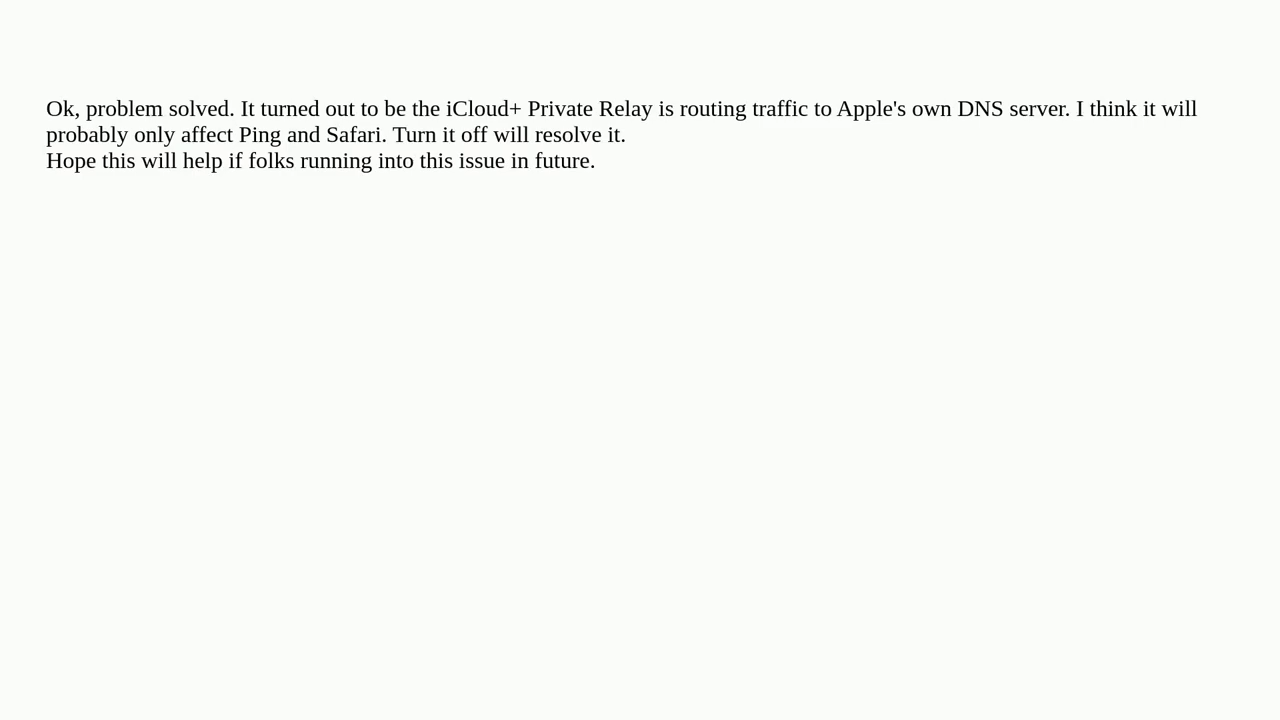 Ok, problem solved. It turned out to be the iCloud+ Private Relay is routing traffic to Apple's own DNS server. I think it will
probably only affect Ping and Safari. Turn it off will resolve it.
Hope this will help if folks running into this issue in future.